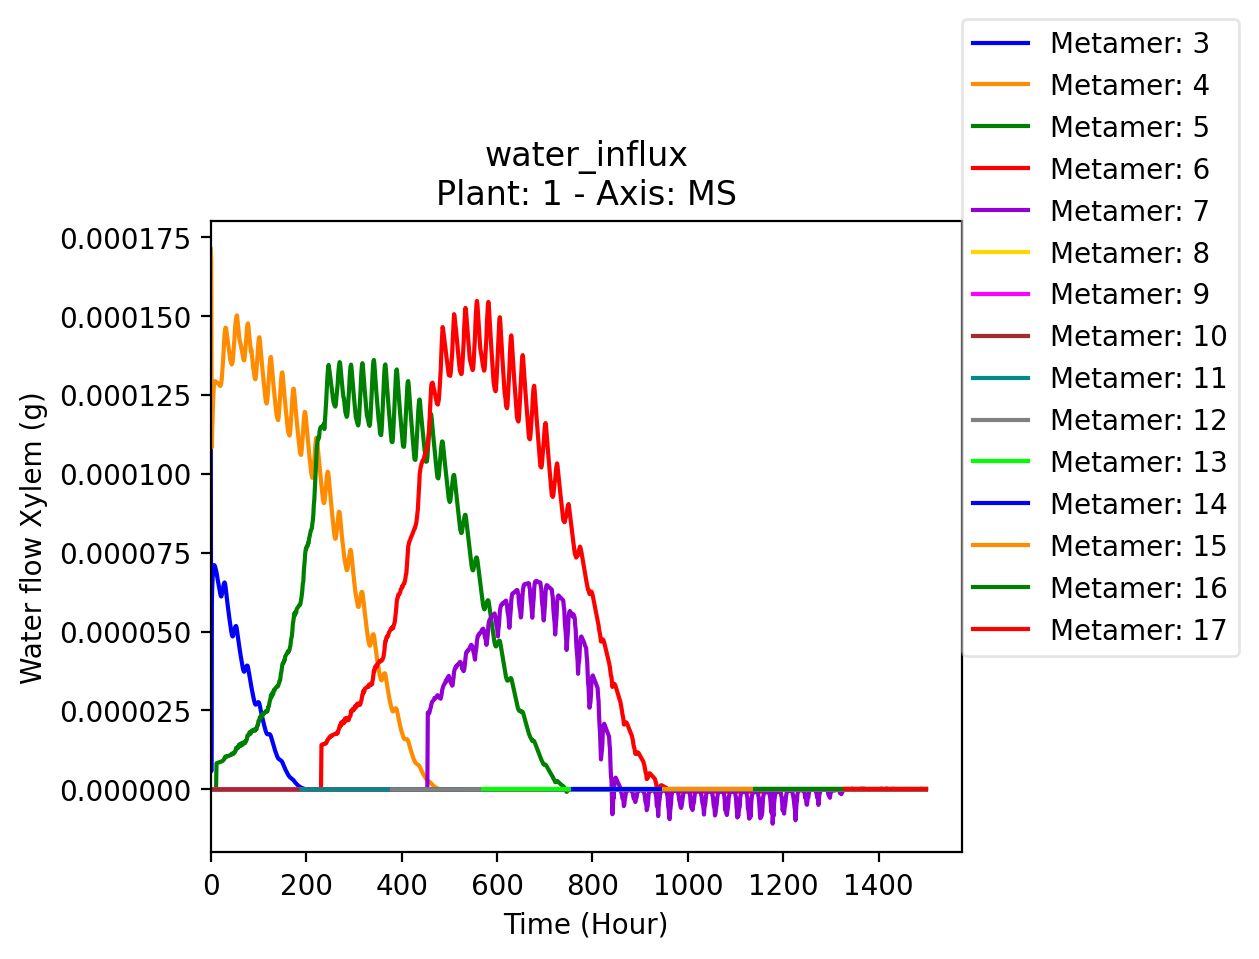 water_influx
Plant: 1 - Axis: MS
Metamer: 3
Metamer: 4
Metamer: 5
Metamer: 6
Metamer: 7
Metamer: 8
Metamer: 9
Metamer: 10
Metamer: 11
Metamer: 12
Metamer: 13
Metamer: 14
Metamer: 15
Metamer: 16
Metamer: 17
Water flow Xylem (g)
0.000175
0.000150
0.000125
0.000100
0.000075
0.000050
0.000025
0.000000
0 200 400 600 800 1000 1200 1400
Time (Hour)